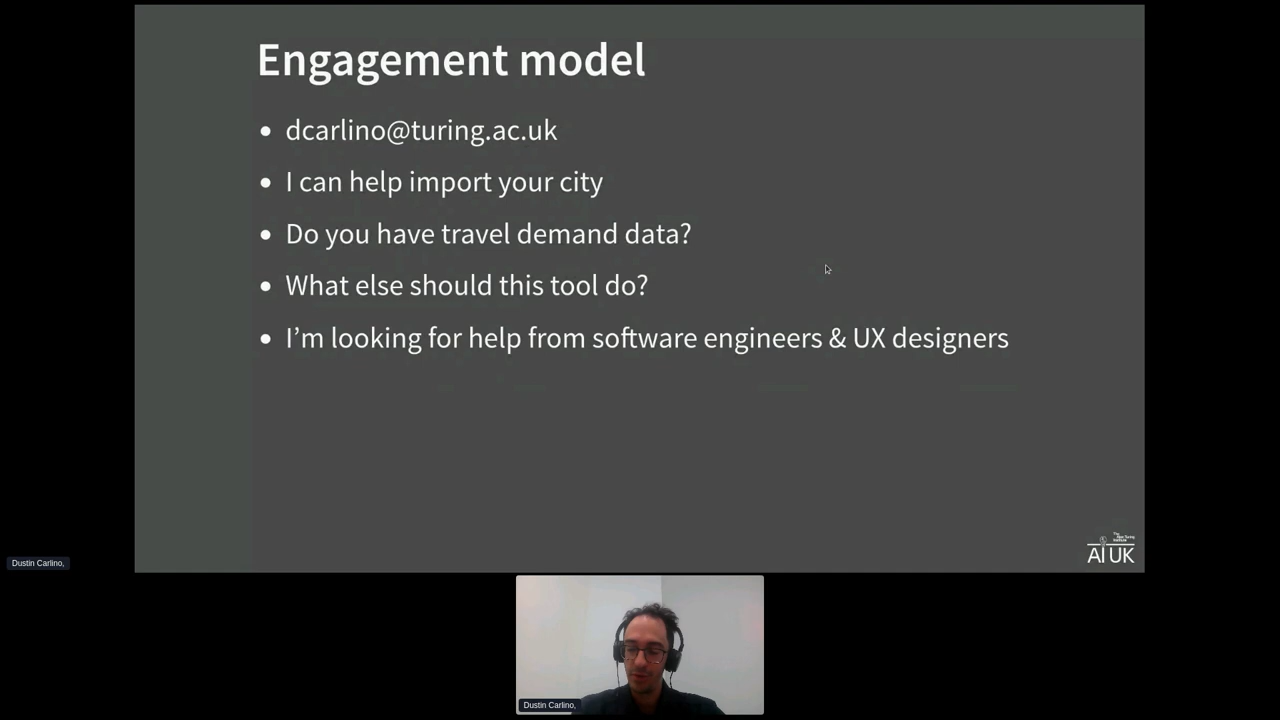 Engagement model
dcarlino@turing.ac.uk
I can help import your city
Do you have travel demand data?
What else should this tool do?
I'm looking for help from software engineers & UX designers
AI UK
Dustin Carlino,
Dustin Carlino,